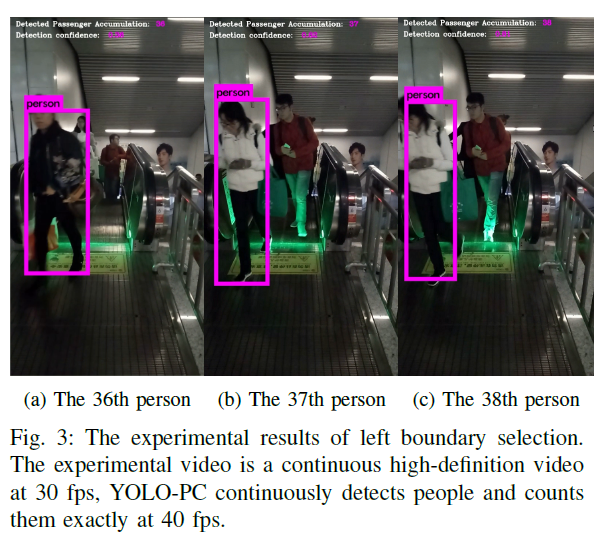 Detected Passenger Accumulation: 36
Detection confidence:
Detected Passenger Accumulation: 37
Detection confidence:
Detected Passenger Accumulation: 38
Detection confidence:
person
person
person
(a) The 36th person
(b) The 37th person
(c) The 38th person
Fig. 3: The experimental results of left boundary selection.
The experimental video is a continuous high-definition video
at 30 fps, YOLO-PC continuously detects people and counts
them exactly at 40 fps.